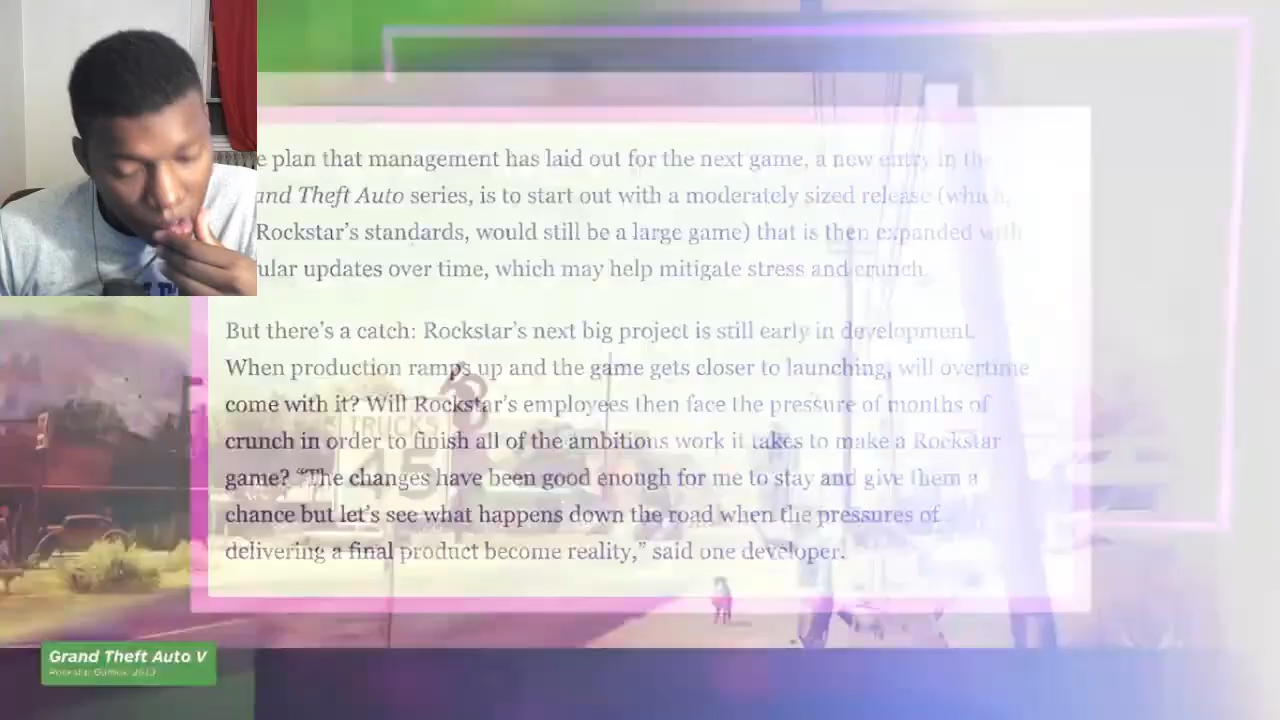 plan that management has laid out for the next game, a new entry in the
Theft Auto series, is to start out with a moderately sized release (which,
Rockstar's standards, would still be a large game) that is then expanded with
updates over time, which may help mitigate stress and crunch.
But there's a catch: Rockstar's next big project is still early in development.
When production ramps up and the game gets closer to launching, will overtime
come with it? Will Rockstar's employees then face the pressure of months of
crunch in order to finish all of the ambitious work it takes to make a Rockstar
game? “The changes have been good enough for me to stay and give them a
chance but let's see what happens down the road when the pressures of
delivering a final product become reality,” said one developer.
TRUCKS
45
Grand Theft Auto V
Rockstar Games, 2013